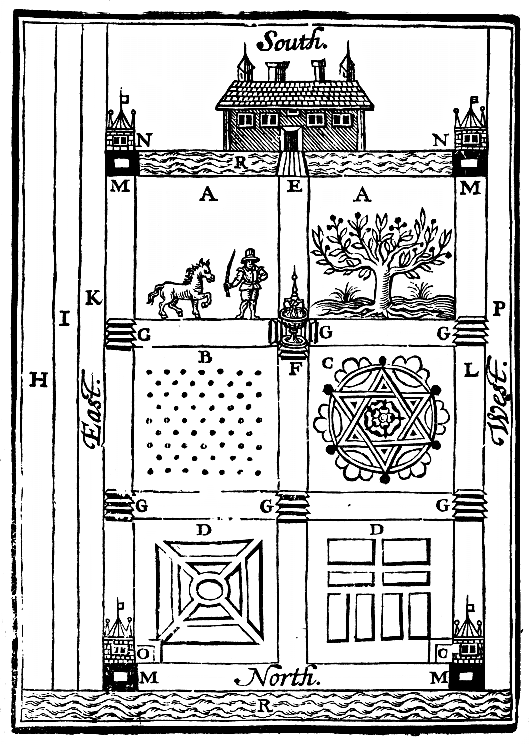 South.
N N
R
M A E A M
K P
I
G G G
B F C L
H
East. West.
G G G
D D
O C
M North. M
R